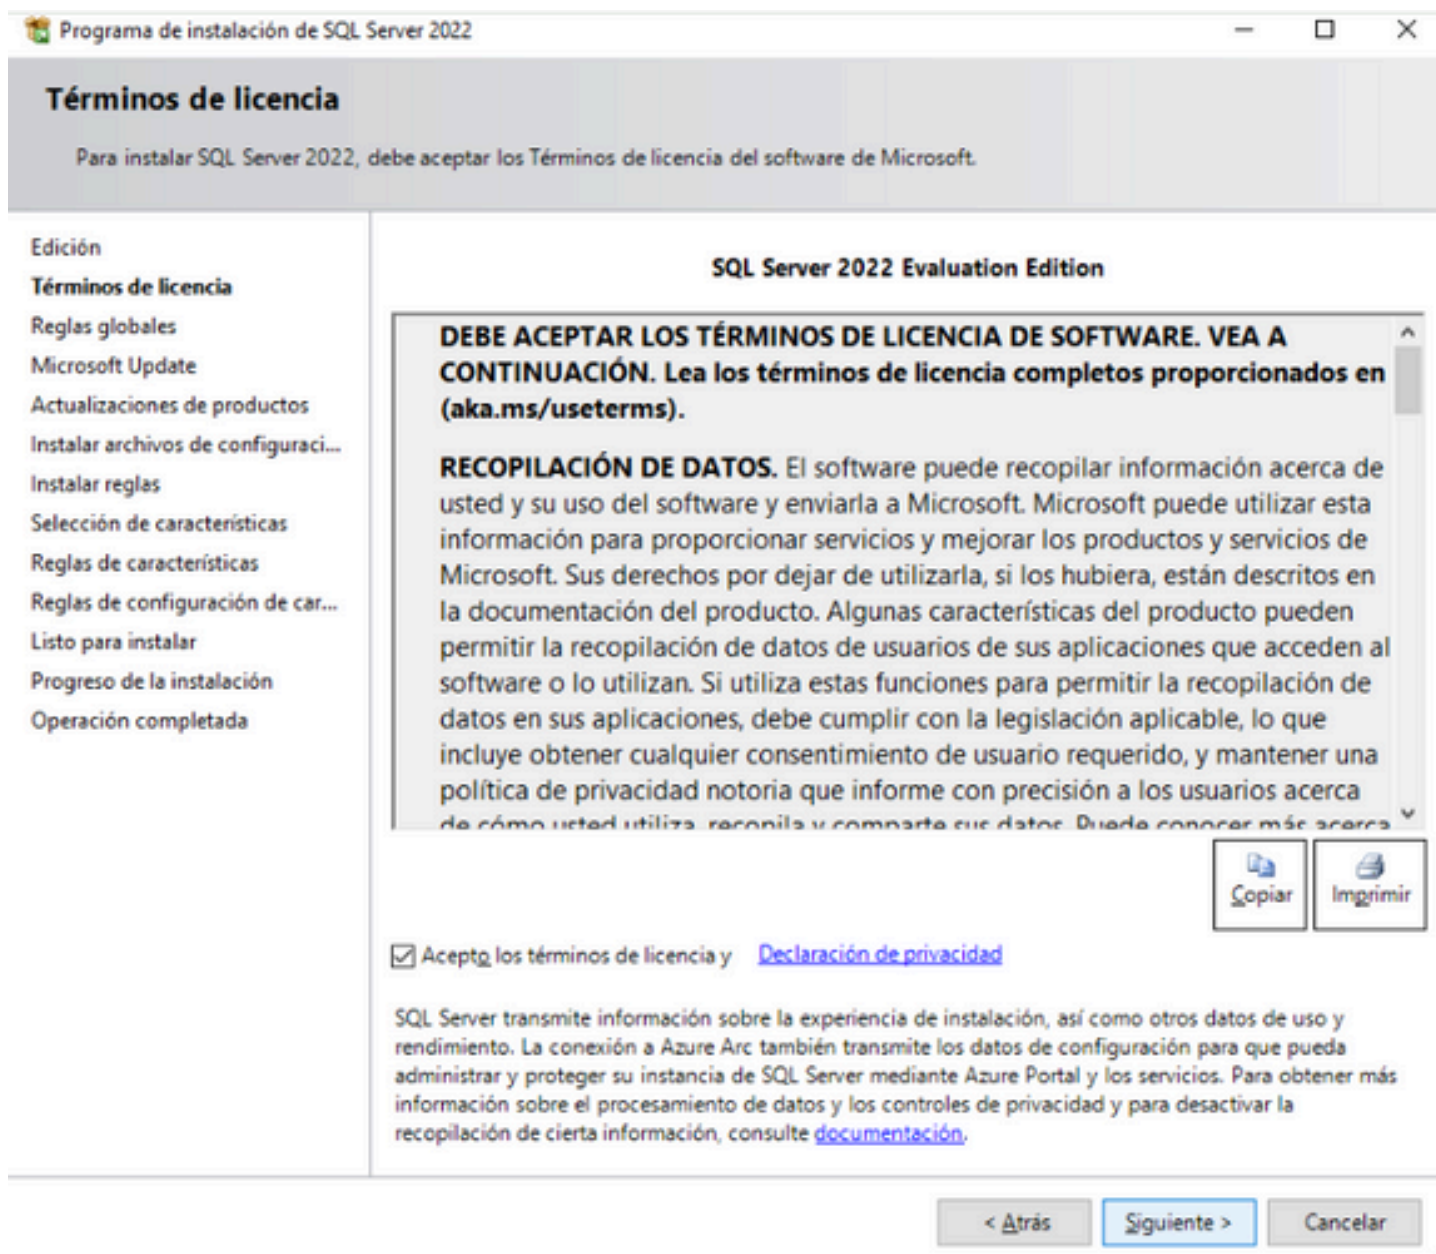 Programa de instalación de SQL Server 2022
Términos de licencia
Para instalar SQL Server 2022, debe aceptar los Términos de licencia del software de Microsoft.
Edición
Términos de licencia
Reglas globales
Microsoft Update
Actualizaciones de productos
Instalar archivos de configuraci...
Instalar reglas
Selección de características
Reglas de características
Reglas de configuración de car...
Listo para instalar
Progreso de la instalación
Operación completada
SQL Server 2022 Evaluation Edition
DEBE ACEPTAR LOS TÉRMINOS DE LICENCIA DE SOFTWARE. VEA A
CONTINUACIÓN. Lea los términos de licencia completos proporcionados en
(aka.ms/useterms).
RECOPILACIÓN DE DATOS. El software puede recopilar información acerca de
usted y su uso del software y enviarla a Microsoft. Microsoft puede utilizar esta
información para proporcionar servicios y mejorar los productos y servicios de
Microsoft. Sus derechos por dejar de utilizarla, si los hubiera, están descritos en
la documentación del producto. Algunas características del producto pueden
permitir la recopilación de datos de usuarios de sus aplicaciones que acceden al
software o lo utilizan. Si utiliza estas funciones para permitir la recopilación de
datos en sus aplicaciones, debe cumplir con la legislación aplicable, lo que
incluye obtener cualquier consentimiento de usuario requerido, y mantener una
política de privacidad notoria que informe con precisión a los usuarios acerca
de cómo usted utiliza, recopila y comparte sus datos. Puede conocer más acerca
Copiar
Imprimir
Acepto los términos de licencia y Declaración de privacidad
SQL Server transmite información sobre la experiencia de instalación, así como otros datos de uso y
rendimiento. La conexión a Azure Arc también transmite los datos de configuración para que pueda
administrar y proteger su instancia de SQL Server mediante Azure Portal y los servicios. Para obtener más
información sobre el procesamiento de datos y los controles de privacidad y para desactivar la
recopilación de cierta información, consulte documentación.
< Atrás
Siguiente >
Cancelar